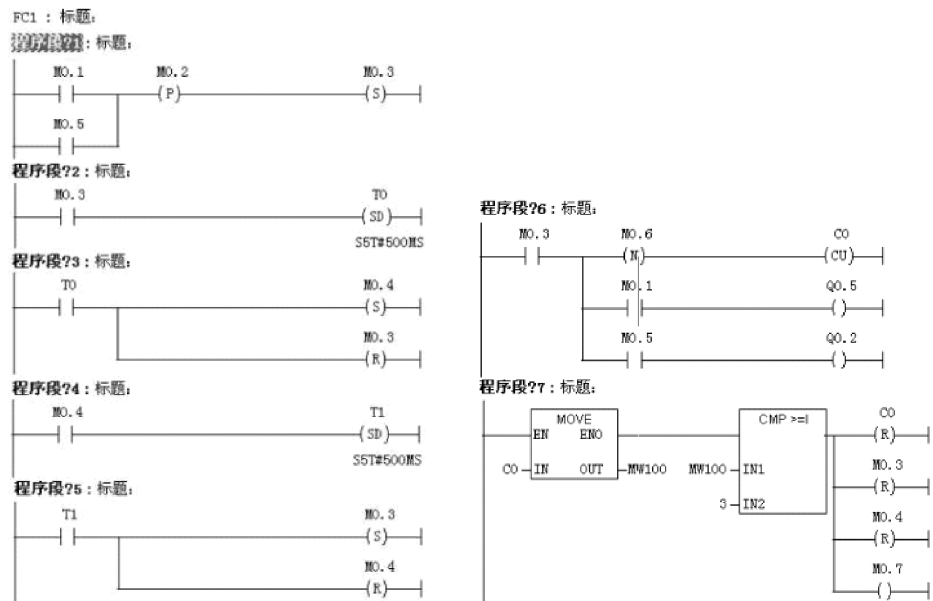 FC1 : 标题:
程序段?1: 标题:
M0.1 M0.2 M0.3
(P) (S)
M0.5
程序段?2: 标题:
M0.3 T0
(SD)
S5T#500MS
程序段?3: 标题:
T0 M0.4
(S)
M0.3
(R)
程序段?4: 标题:
M0.4 T1
(SD)
S5T#500MS
程序段?5: 标题:
T1 M0.3
(S)
M0.4
(R)
程序段?6: 标题:
M0.3 M0.6 C0
(N) (CU)
M0.1 Q0.5
( )
M0.5 Q0.2
( )
程序段?7: 标题:
MOVE CMP >=I C0
EN ENO (R)
C0 IN OUT MW100 MW100 IN1 M0.3
(R)
3 IN2 M0.4
(R)
M0.7
( )